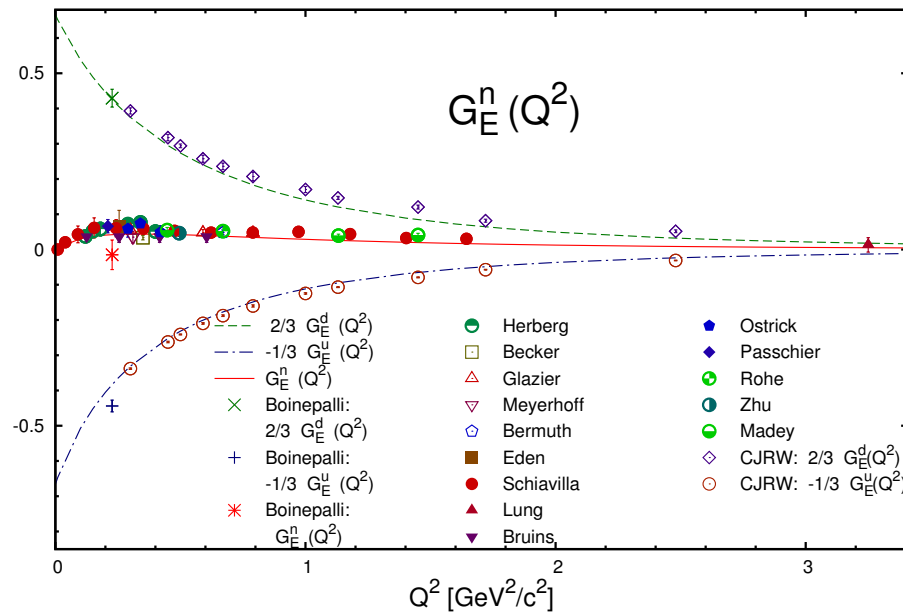 0.5
0
-0.5
G_E^n (Q^2)
2/3 G_E^d (Q^2)
-1/3 G_E^u (Q^2)
G_E^n (Q^2)
Boinepalli:
2/3 G_E^d (Q^2)
Boinepalli:
-1/3 G_E^u (Q^2)
Boinepalli:
G_E^n (Q^2)
Herberg
Becker
Glazier
Meyerhoff
Bermuth
Eden
Schiavilla
Lung
Bruins
Ostrick
Passchier
Rohe
Zhu
Madey
CJRW: 2/3 G_E^d(Q^2)
CJRW: -1/3 G_E^u(Q^2)
0 1 2 3
Q^2 [GeV^2/c^2]